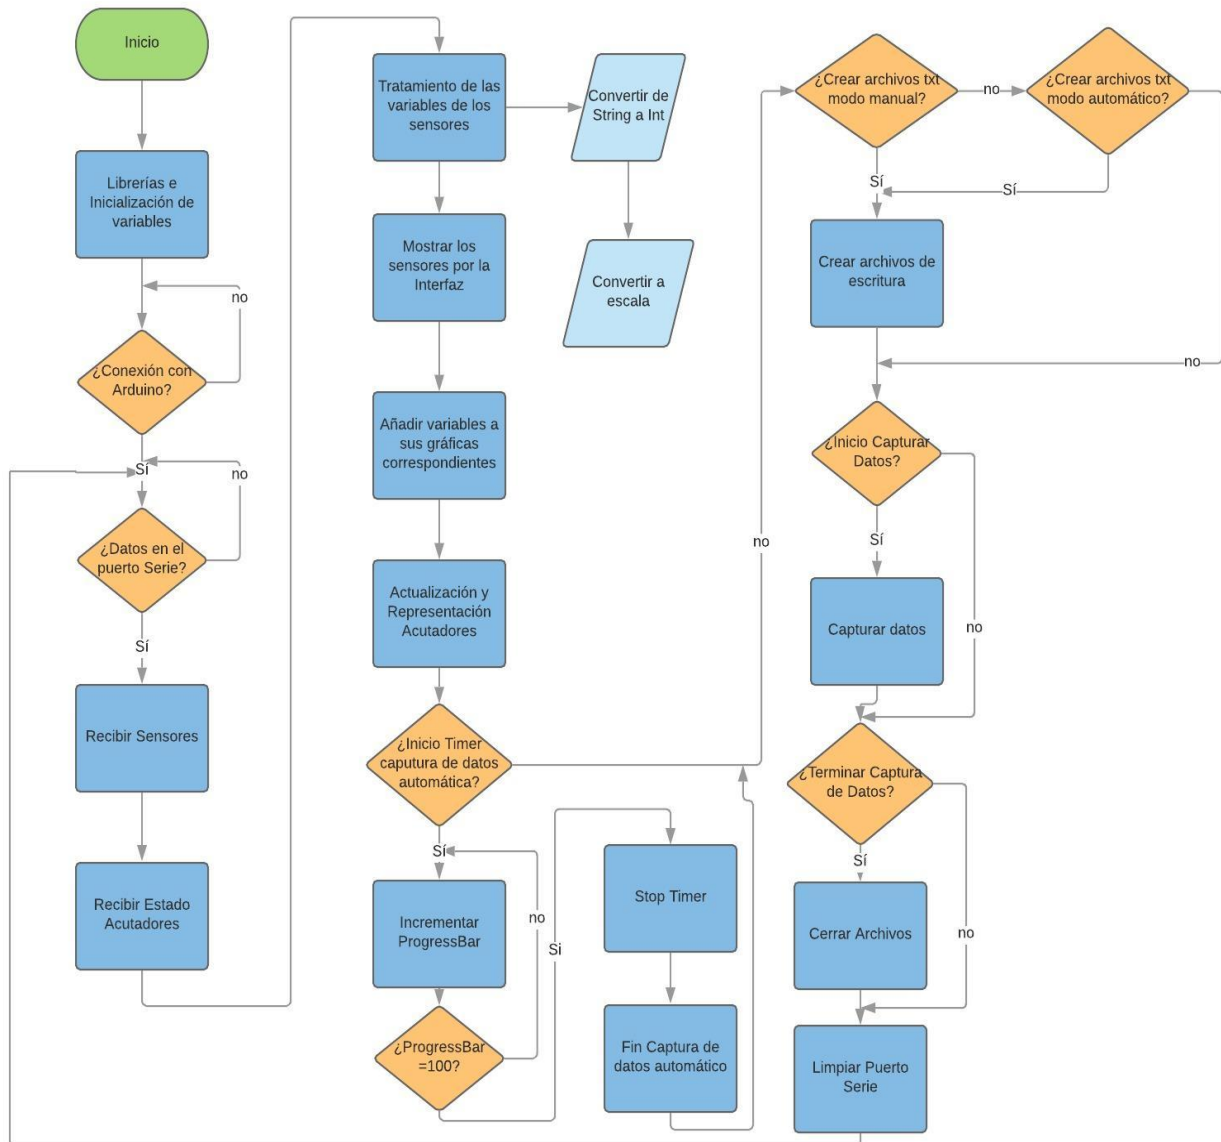 Inicio
Librerías e
Inicialización de
variables
no
¿Conexión con
Arduino?
Sí
no
¿Datos en el
puerto Serie?
Sí
Recibir Sensores
Recibir Estado
Acutadores
Tratamiento de las
variables de los
sensores
Convertir de
String a Int
Convertir a
escala
Mostrar los
sensores por la
Interfaz
Añadir variables a
sus gráficas
correspondientes
Actualización y
Representación
Acutadores
¿Inicio Timer
caputura de datos
automática?
no
Sí
Incrementar
ProgressBar
no
¿ProgressBar
=100?
Si
Stop Timer
Fin Captura de
datos automático
¿Crear archivos txt
modo manual?
no
¿Crear archivos txt
modo automático?
Sí
Sí
no
Crear archivos de
escritura
¿Inicio Capturar
Datos?
Sí
no
Capturar datos
¿Terminar Captura
de Datos?
Sí
no
Cerrar Archivos
Limpiar Puerto
Serie